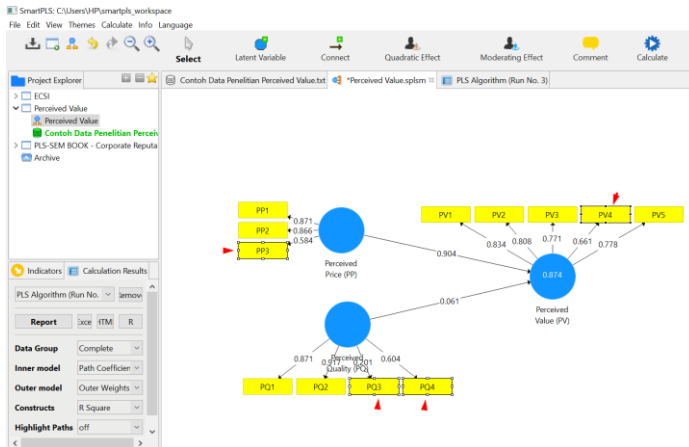 SmartPLS: C:\Users\HP\smartpls_workspace
File Edit View Themes Calculate Info Language
Select Latent Variable Connect Quadratic Effect Moderating Effect Comment Calculate
Project Explorer
Contoh Data Penelitian Perceived Value.txt *Perceived Value.splsm PLS Algorithm (Run No. 3)
ECSI
Perceived Value
Perceived Value
Contoh Data Penelitian Percei
PLS-SEM BOOK - Corporate Reputa
Archive
PP1
PP2
PP3
0.871
0.866
0.584
Perceived
Price (PP)
PV1 PV2 PV3 PV4 PV5
0.834 0.808 0.771 0.661 0.778
0.904
0.874
Perceived
Value (PV)
0.061
Perceived
Quality (PQ)
0.871 0.917 0.201 0.604
PQ1 PQ2 PQ3 PQ4
Indicators Calculation Results
PLS Algorithm (Run No.
Report HTM R
Data Group Complete
Inner model Path Coefficien
Outer model Outer Weights
Constructs R Square
Highlight Paths off